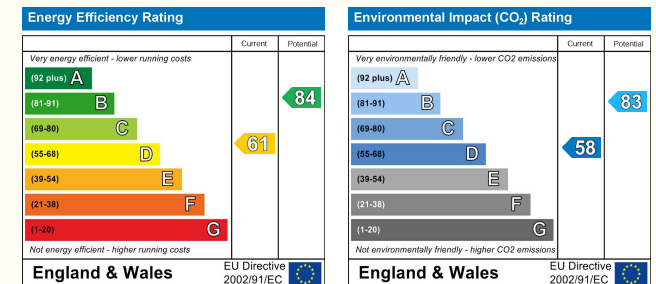 Energy Efficiency Rating
Current Potential
Very energy efficient - lower running costs
(92 plus) A
(81-91) B
84
(69-80) C
61
(55-68) D
(39-54) E
(21-38) F
(1-20) G
Not energy efficient - higher running costs
England & Wales
EU Directive
2002/91/EC
Environmental Impact (CO₂) Rating
Current Potential
Very environmentally friendly - lower CO2 emissions
(92 plus) A
(81-91) B
83
(69-80) C
(55-68) D
58
(39-54) E
(21-38) F
(1-20) G
Not environmentally friendly - higher CO2 emissions
England & Wales
EU Directive
2002/91/EC